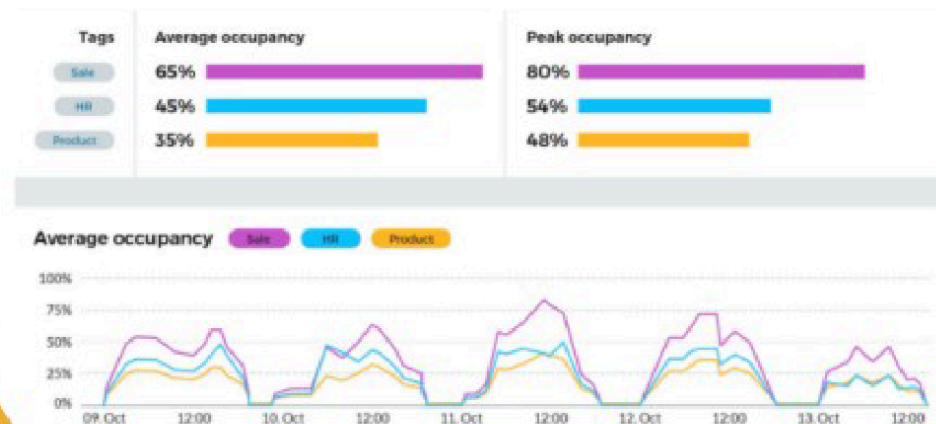 Tags Average occupancy Peak occupancy
Sale 65% 80%
HR 45% 54%
Product 35% 48%
Average occupancy Sale HR Product
100%
75%
50%
25%
0%
09. Oct 12:00 10. Oct 12:00 11. Oct 12:00 12. Oct 12:00 13. Oct 12:00